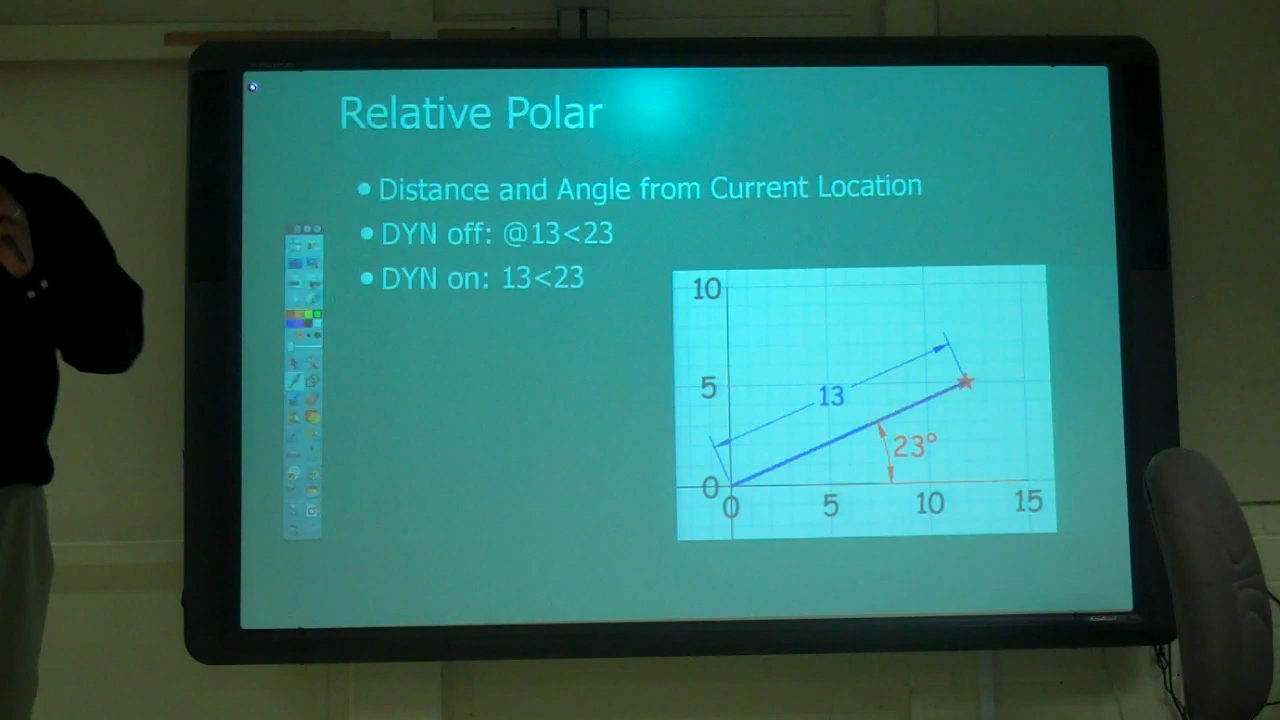 Relative Polar
• Distance and Angle from Current Location
• DYN off: @13<23
• DYN on: 13<23
10
5
13
23°
0
0 5 10 15